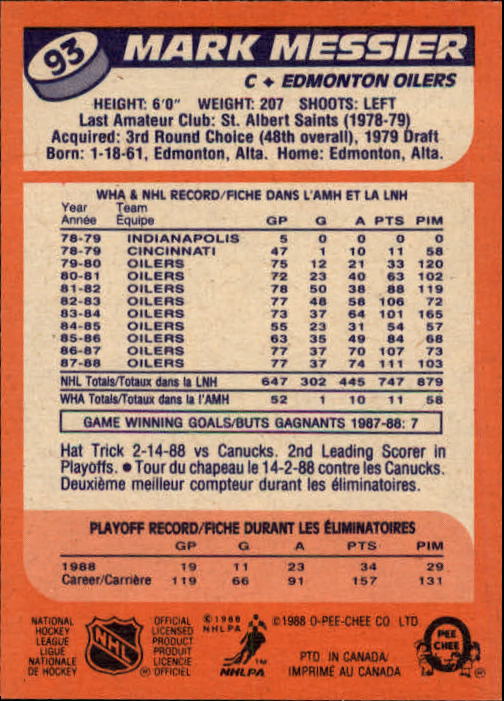 93
MARK MESSIER
C ♦ EDMONTON OILERS
HEIGHT: 6'0" WEIGHT: 207 SHOOTS: LEFT
Last Amateur Club: St. Albert Saints (1978-79)
Acquired: 3rd Round Choice (48th overall), 1979 Draft
Born: 1-18-61, Edmonton, Alta. Home: Edmonton, Alta.
WHA & NHL RECORD/FICHE DANS L'AMH ET LA LNH
Year Team
Année Équipe GP G A PTS PIM
78-79 INDIANAPOLIS 5 0 0 0 0
78-79 CINCINNATI 47 1 10 11 58
79-80 OILERS 75 12 21 33 120
80-81 OILERS 72 23 40 63 102
81-82 OILERS 78 50 38 88 119
82-83 OILERS 77 48 58 106 72
83-84 OILERS 73 37 64 101 165
84-85 OILERS 55 23 31 54 57
85-86 OILERS 63 35 49 84 68
86-87 OILERS 77 37 70 107 73
87-88 OILERS 77 37 74 111 103
NHL Totals/Totaux dans la LNH 647 302 445 747 879
WHA Totals/Totaux dans la l'AMH 52 1 10 11 58
GAME WINNING GOALS/BUTS GAGNANTS 1987-88: 7
Hat Trick 2-14-88 vs Canucks. 2nd Leading Scorer in
Playoffs. ● Tour du chapeau le 14-2-88 contre les Canucks.
Deuxième meilleur compteur durant les éliminatoires.
PLAYOFF RECORD/FICHE DURANT LES ÉLIMINATOIRES
GP G A PTS PIM
1988 19 11 23 34 29
Career/Carrière 119 66 91 157 131
NATIONAL
HOCKEY
LEAGUE
LIGUE
NATIONALE
DE HOCKEY
NHL
OFFICIAL
LICENSED
PRODUCT
PRODUIT
LICENCIE
OFFICIEL
© 1988
NHLPA
TM
NHLPA
©1988 O-PEE-CHEE CO LTD
PTD IN CANADA/
IMPRIMÉ AU CANADA
O
PEE
CHEE